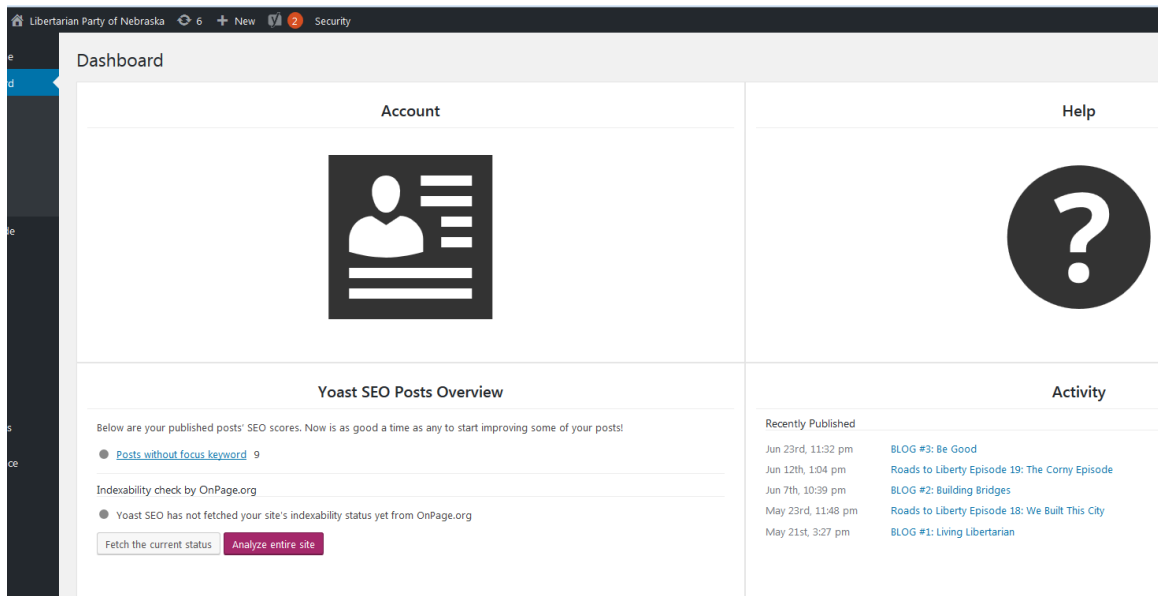 Libertarian Party of Nebraska 6 New 2 Security
e
d
le
s
ce
Dashboard
Account
Help
?
Yoast SEO Posts Overview
Below are your published posts' SEO scores. Now is as good a time as any to start improving some of your posts!
Posts without focus keyword 9
Indexability check by OnPage.org
Yoast SEO has not fetched your site's indexability status yet from OnPage.org
Fetch the current status Analyze entire site
Activity
Recently Published
Jun 23rd, 11:32 pm BLOG #3: Be Good
Jun 12th, 1:04 pm Roads to Liberty Episode 19: The Corny Episode
Jun 7th, 10:39 pm BLOG #2: Building Bridges
May 23rd, 11:48 pm Roads to Liberty Episode 18: We Built This City
May 21st, 3:27 pm BLOG #1: Living Libertarian